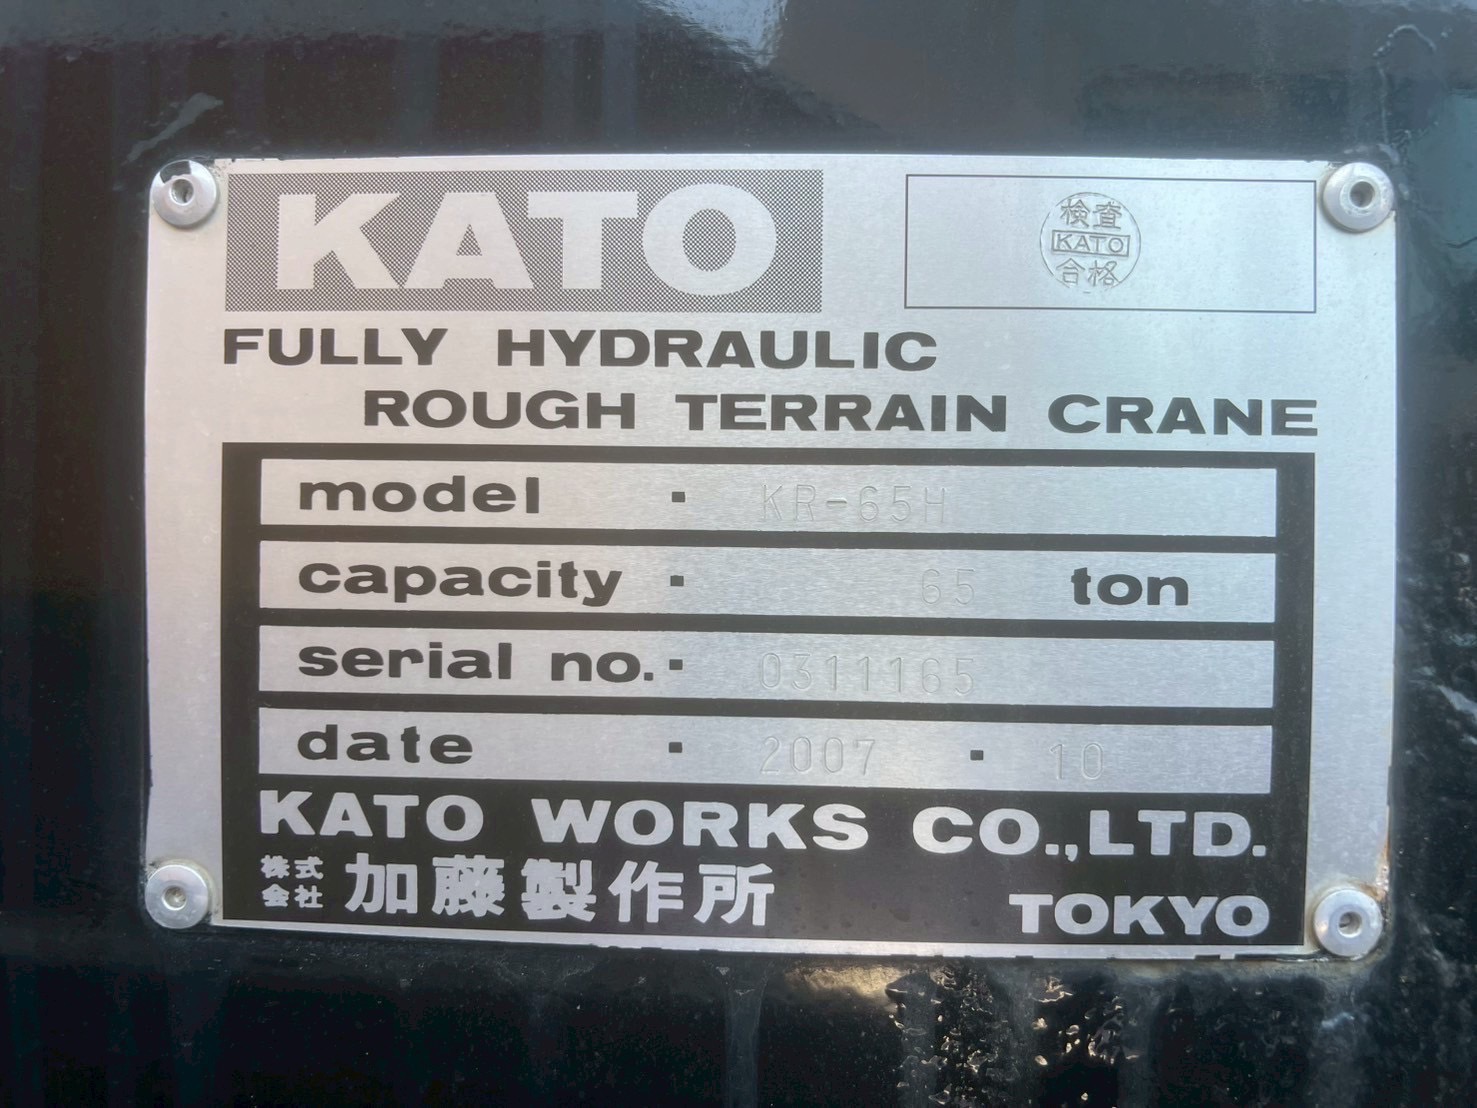 KATO
検査
KATO
合格
FULLY HYDRAULIC
ROUGH TERRAIN CRANE
model · KR-65H
capacity · 65 ton
serial no. · 0311165
date · 2007 · 10
KATO WORKS CO.,LTD.
株式会社 加藤製作所 TOKYO